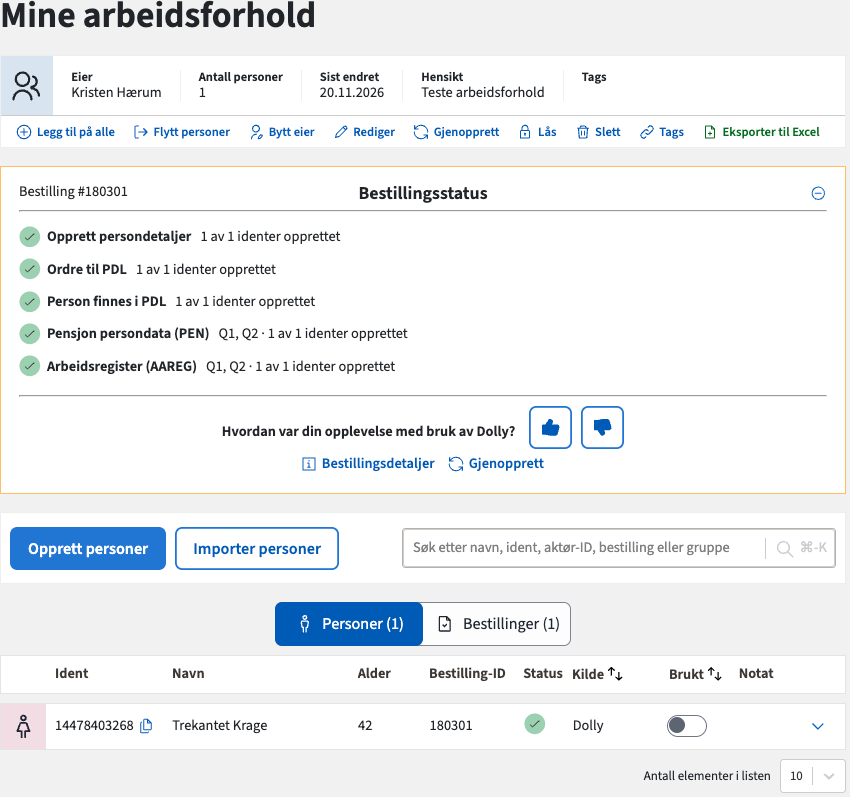 Mine arbeidsforhold
Eier Antall personer Sist endret Hensikt Tags
Kristen Hærum 1 20.11.2026 Teste arbeidsforhold
Legg til på alle Flytt personer Bytt eier Rediger Gjenopprett Lås Slett Tags Eksporter til Excel
Bestilling #180301 Bestillingsstatus
Opprett persondetaljer 1 av 1 identer opprettet
Ordre til PDL 1 av 1 identer opprettet
Person finnes i PDL 1 av 1 identer opprettet
Pensjon persondata (PEN) Q1, Q2 · 1 av 1 identer opprettet
Arbeidsregister (AAREG) Q1, Q2 · 1 av 1 identer opprettet
Hvordan var din opplevelse med bruk av Dolly?
Bestillingsdetaljer Gjenopprett
Opprett personer Importer personer Søk etter navn, ident, aktør-ID, bestilling eller gruppe ⌘-K
Personer (1) Bestillinger (1)
Ident Navn Alder Bestilling-ID Status Kilde Brukt Notat
14478403268 Trekantet Krage 42 180301 Dolly
Antall elementer i listen 10